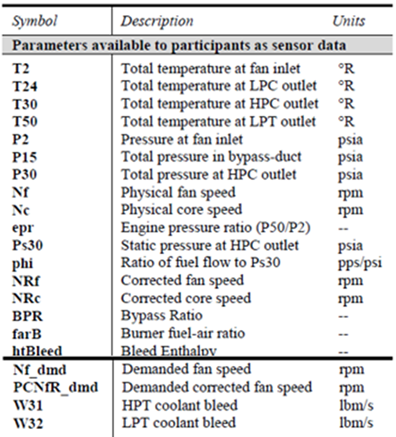 Symbol Description Units
Parameters available to participants as sensor data
T2 Total temperature at fan inlet °R
T24 Total temperature at LPC outlet °R
T30 Total temperature at HPC outlet °R
T50 Total temperature at LPT outlet °R
P2 Pressure at fan inlet psia
P15 Total pressure in bypass-duct psia
P30 Total pressure at HPC outlet psia
Nf Physical fan speed rpm
Nc Physical core speed rpm
epr Engine pressure ratio (P50/P2) --
Ps30 Static pressure at HPC outlet psia
phi Ratio of fuel flow to Ps30 pps/psi
NRf Corrected fan speed rpm
NRc Corrected core speed rpm
BPR Bypass Ratio --
farB Burner fuel-air ratio --
htBleed Bleed Enthalpy --
Nf_dmd Demanded fan speed rpm
PCNfR_dmd Demanded corrected fan speed rpm
W31 HPT coolant bleed lbm/s
W32 LPT coolant bleed lbm/s